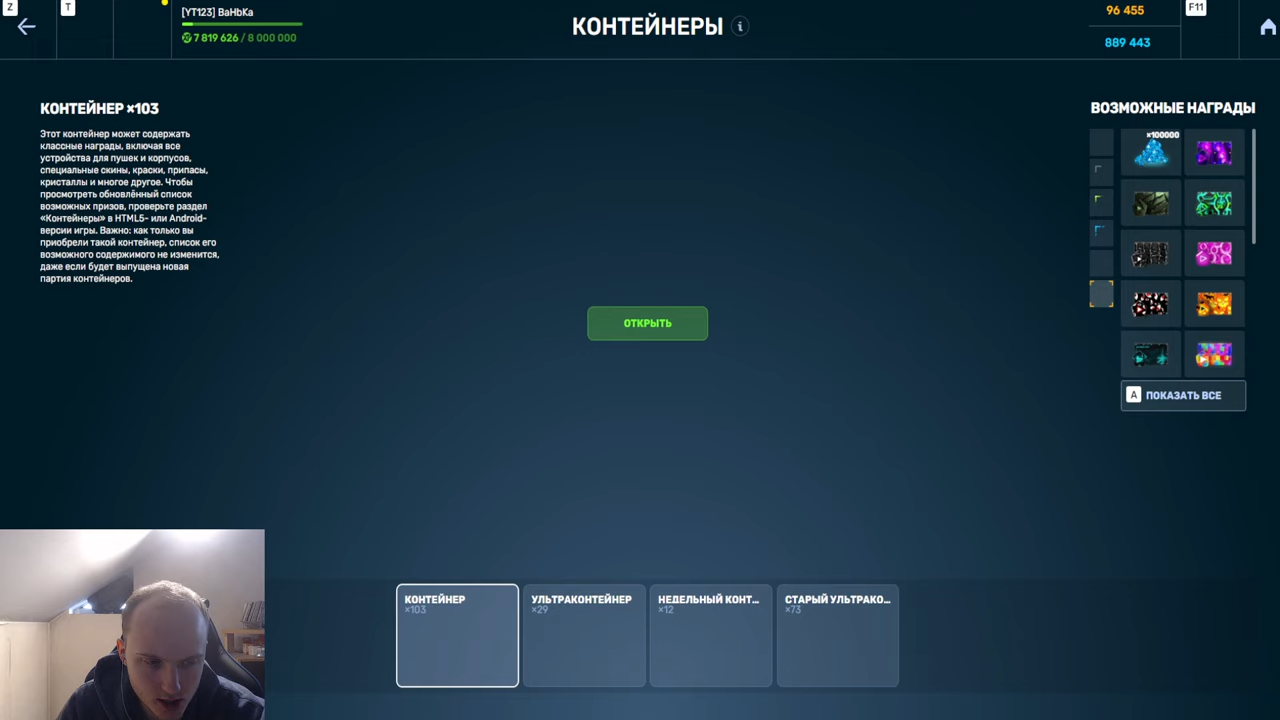 Z
T
[YT123] BaHbKa
7 819 626 / 8 000 000
КОНТЕЙНЕРЫ
96 455
889 443
F11
КОНТЕЙНЕР ×103
Этот контейнер может содержать
классные награды, включая все
устройства для пушек и корпусов,
специальные скины, краски, припасы,
кристаллы и многое другое. Чтобы
просмотреть обновлённый список
возможных призов, проверьте раздел
«Контейнеры» в HTML5- или Android-
версии игры. Важно: как только вы
приобрели такой контейнер, список его
возможного содержимого не изменится,
даже если будет выпущена новая
партия контейнеров.
ОТКРЫТЬ
ВОЗМОЖНЫЕ НАГРАДЫ
×100000
A ПОКАЗАТЬ ВСЕ
КОНТЕЙНЕР
×103
УЛЬТРАКОНТЕЙНЕР
×29
НЕДЕЛЬНЫЙ КОНТ...
×12
СТАРЫЙ УЛЬТРАКО...
×73